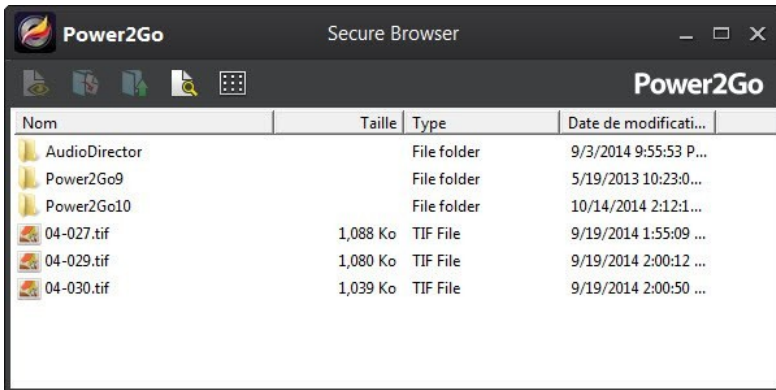 Power2Go Secure Browser
Power2Go
Nom Taille Type Date de modificati...
AudioDirector File folder 9/3/2014 9:55:53 P...
Power2Go9 File folder 5/19/2013 10:23:0...
Power2Go10 File folder 10/14/2014 2:12:1...
04-027.tif 1,088 Ko TIF File 9/19/2014 1:55:09 ...
04-029.tif 1,080 Ko TIF File 9/19/2014 2:00:12 ...
04-030.tif 1,039 Ko TIF File 9/19/2014 2:00:50 ...